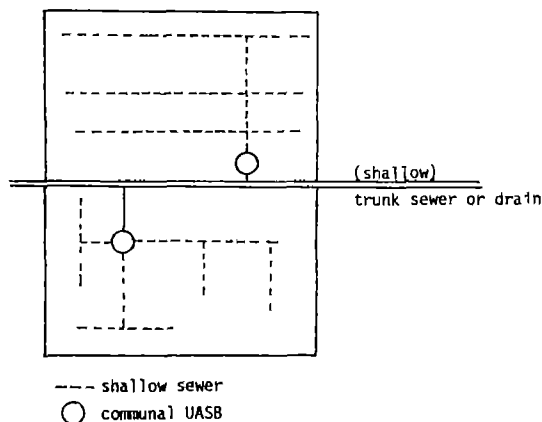 (shallow)
trunk sewer or drain
---- shallow sewer
communal UASB